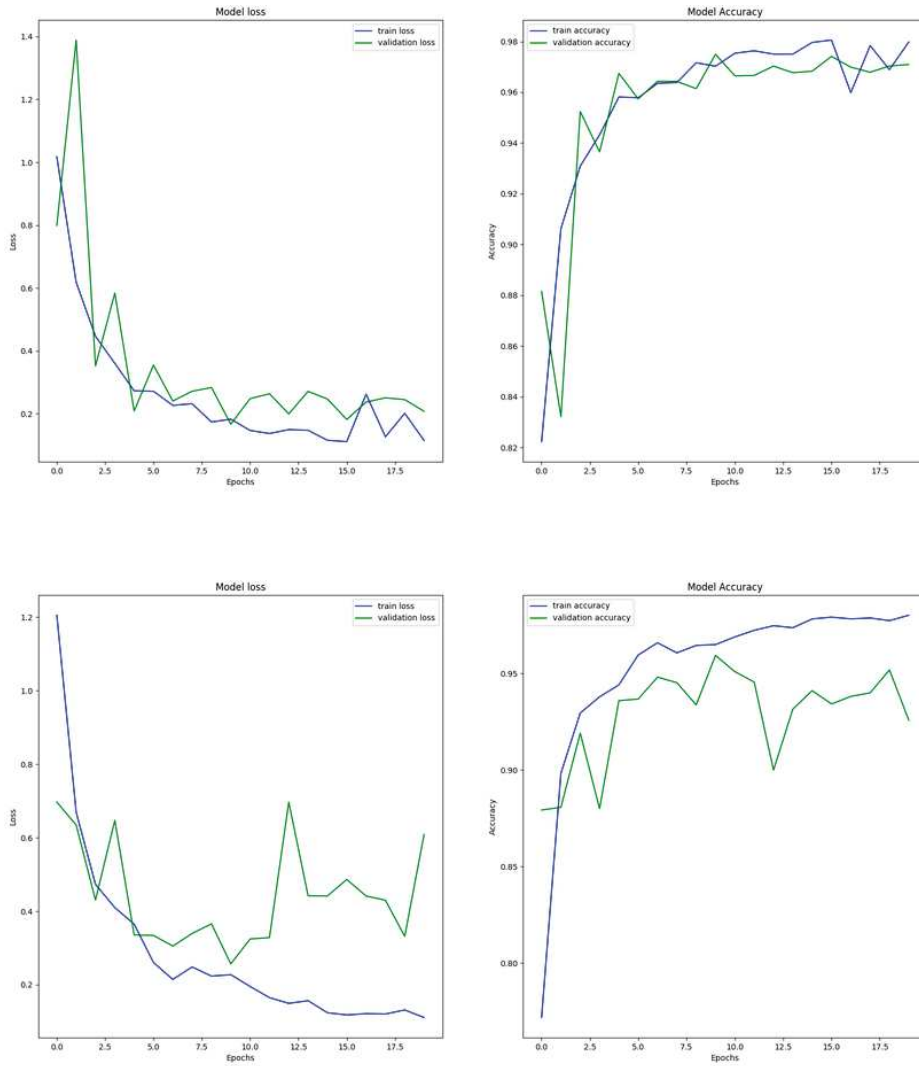 Model loss
train loss
validation loss
1.4
1.2
1.0
0.8
0.6
0.4
0.2
Loss
0.0
2.5
5.0
7.5
10.0
12.5
15.0
17.5
Epochs
Model Accuracy
train accuracy
validation accuracy
0.98
0.96
0.94
0.92
0.90
0.88
0.86
0.84
0.82
Accuracy
0.0
2.5
5.0
7.5
10.0
12.5
15.0
17.5
Epochs
Model loss
train loss
validation loss
1.2
1.0
0.8
0.6
0.4
0.2
Loss
0.0
2.5
5.0
7.5
10.0
12.5
15.0
17.5
Epochs
Model Accuracy
train accuracy
validation accuracy
0.95
0.90
0.85
0.80
Accuracy
0.0
2.5
5.0
7.5
10.0
12.5
15.0
17.5
Epochs